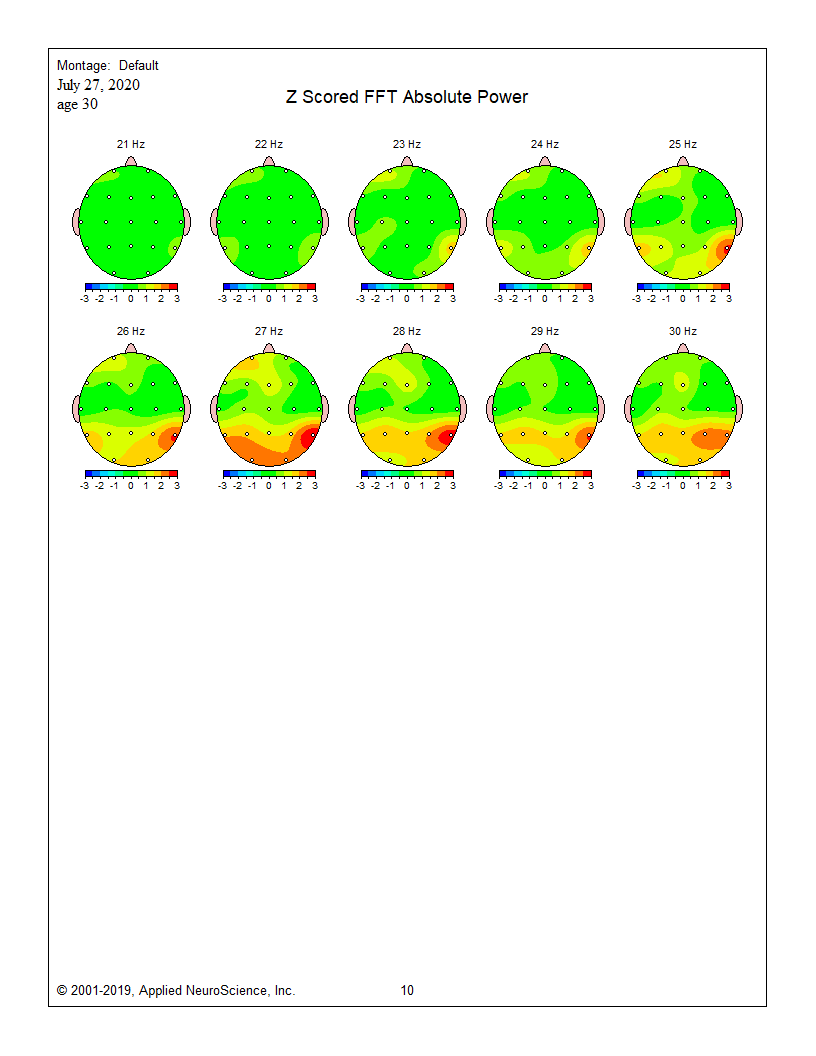 Montage: Default
July 27, 2020
age 30
Z Scored FFT Absolute Power
21 Hz 22 Hz 23 Hz 24 Hz 25 Hz
-3 -2 -1 0 1 2 3 -3 -2 -1 0 1 2 3 -3 -2 -1 0 1 2 3 -3 -2 -1 0 1 2 3 -3 -2 -1 0 1 2 3
26 Hz 27 Hz 28 Hz 29 Hz 30 Hz
-3 -2 -1 0 1 2 3 -3 -2 -1 0 1 2 3 -3 -2 -1 0 1 2 3 -3 -2 -1 0 1 2 3 -3 -2 -1 0 1 2 3
© 2001-2019, Applied NeuroScience, Inc. 10